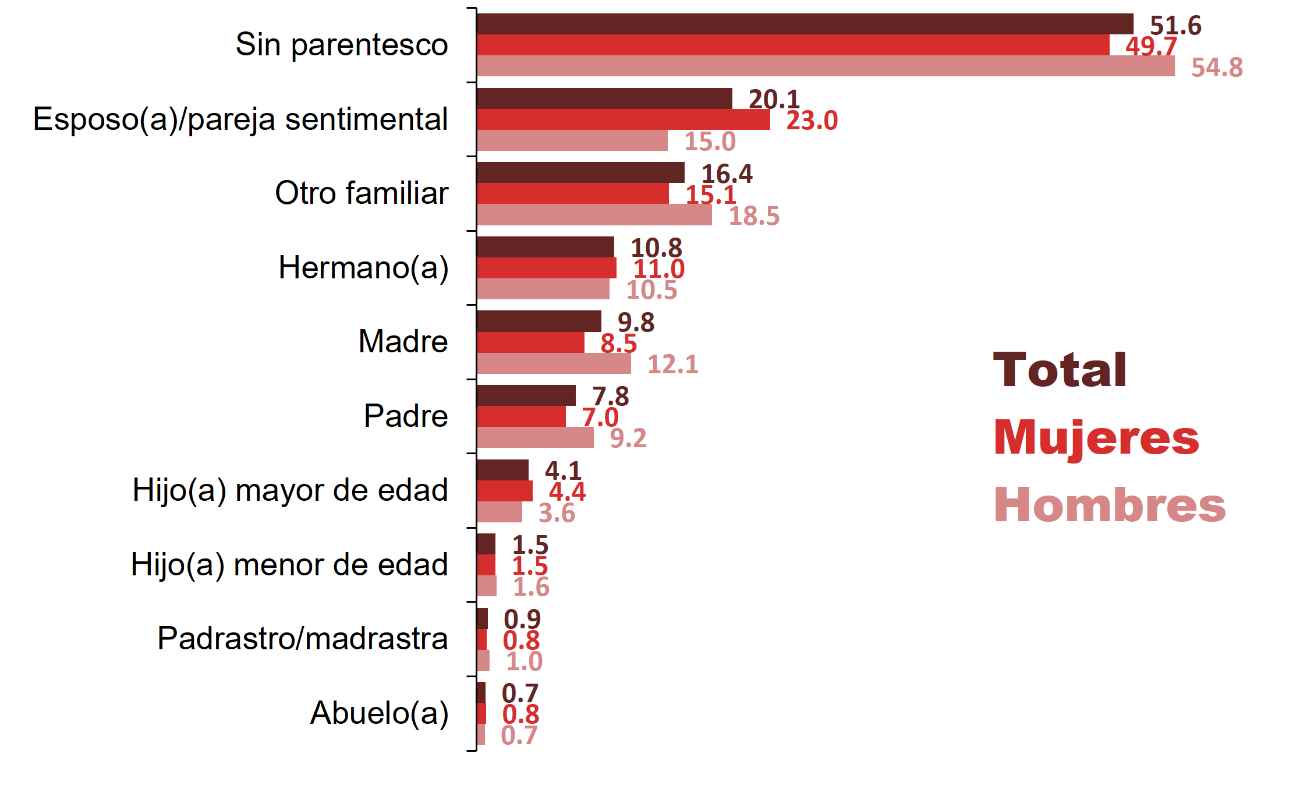 Sin parentesco
51.6
49.7
54.8
Esposo(a)/pareja sentimental
20.1
23.0
15.0
Otro familiar
16.4
15.1
18.5
Hermano(a)
10.8
11.0
10.5
Madre
9.8
8.5
12.1
Padre
7.8
7.0
9.2
Hijo(a) mayor de edad
4.1
4.4
3.6
Hijo(a) menor de edad
1.5
1.5
1.6
Padrastro/madrastra
0.9
0.8
1.0
Abuelo(a)
0.7
0.8
0.7
Total
Mujeres
Hombres